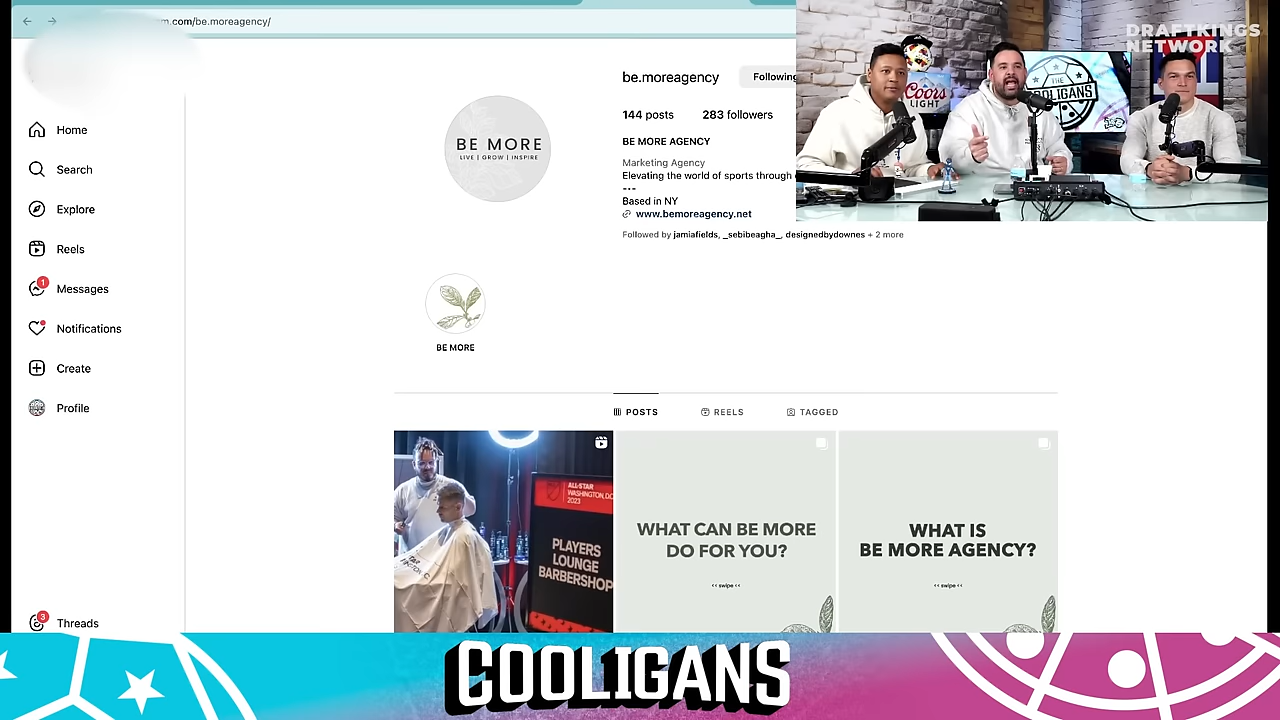 m.com/be.moreagency/
DRAFTKINGS
NETWORK
Coors
LIGHT
THE
COOLIGANS
be.moreagency
Following
144 posts
283 followers
BE MORE
LIVE | GROW | INSPIRE
BE MORE AGENCY
Marketing Agency
Elevating the world of sports through
---
Based in NY
www.bemoreagency.net
Followed by jamiafields, _sebibeagha_, designedbydownes + 2 more
Home
Search
Explore
Reels
1
Messages
Notifications
Create
Profile
3
Threads
BE MORE
POSTS
REELS
TAGGED
ALL-STAR
WASHINGTON, D.C.
2023
PLAYERS
LOUNGE
BARBERSHOP
WHAT CAN BE MORE
DO FOR YOU?
<< swipe <<
WHAT IS
BE MORE AGENCY?
<< swipe <<
COOLIGANS